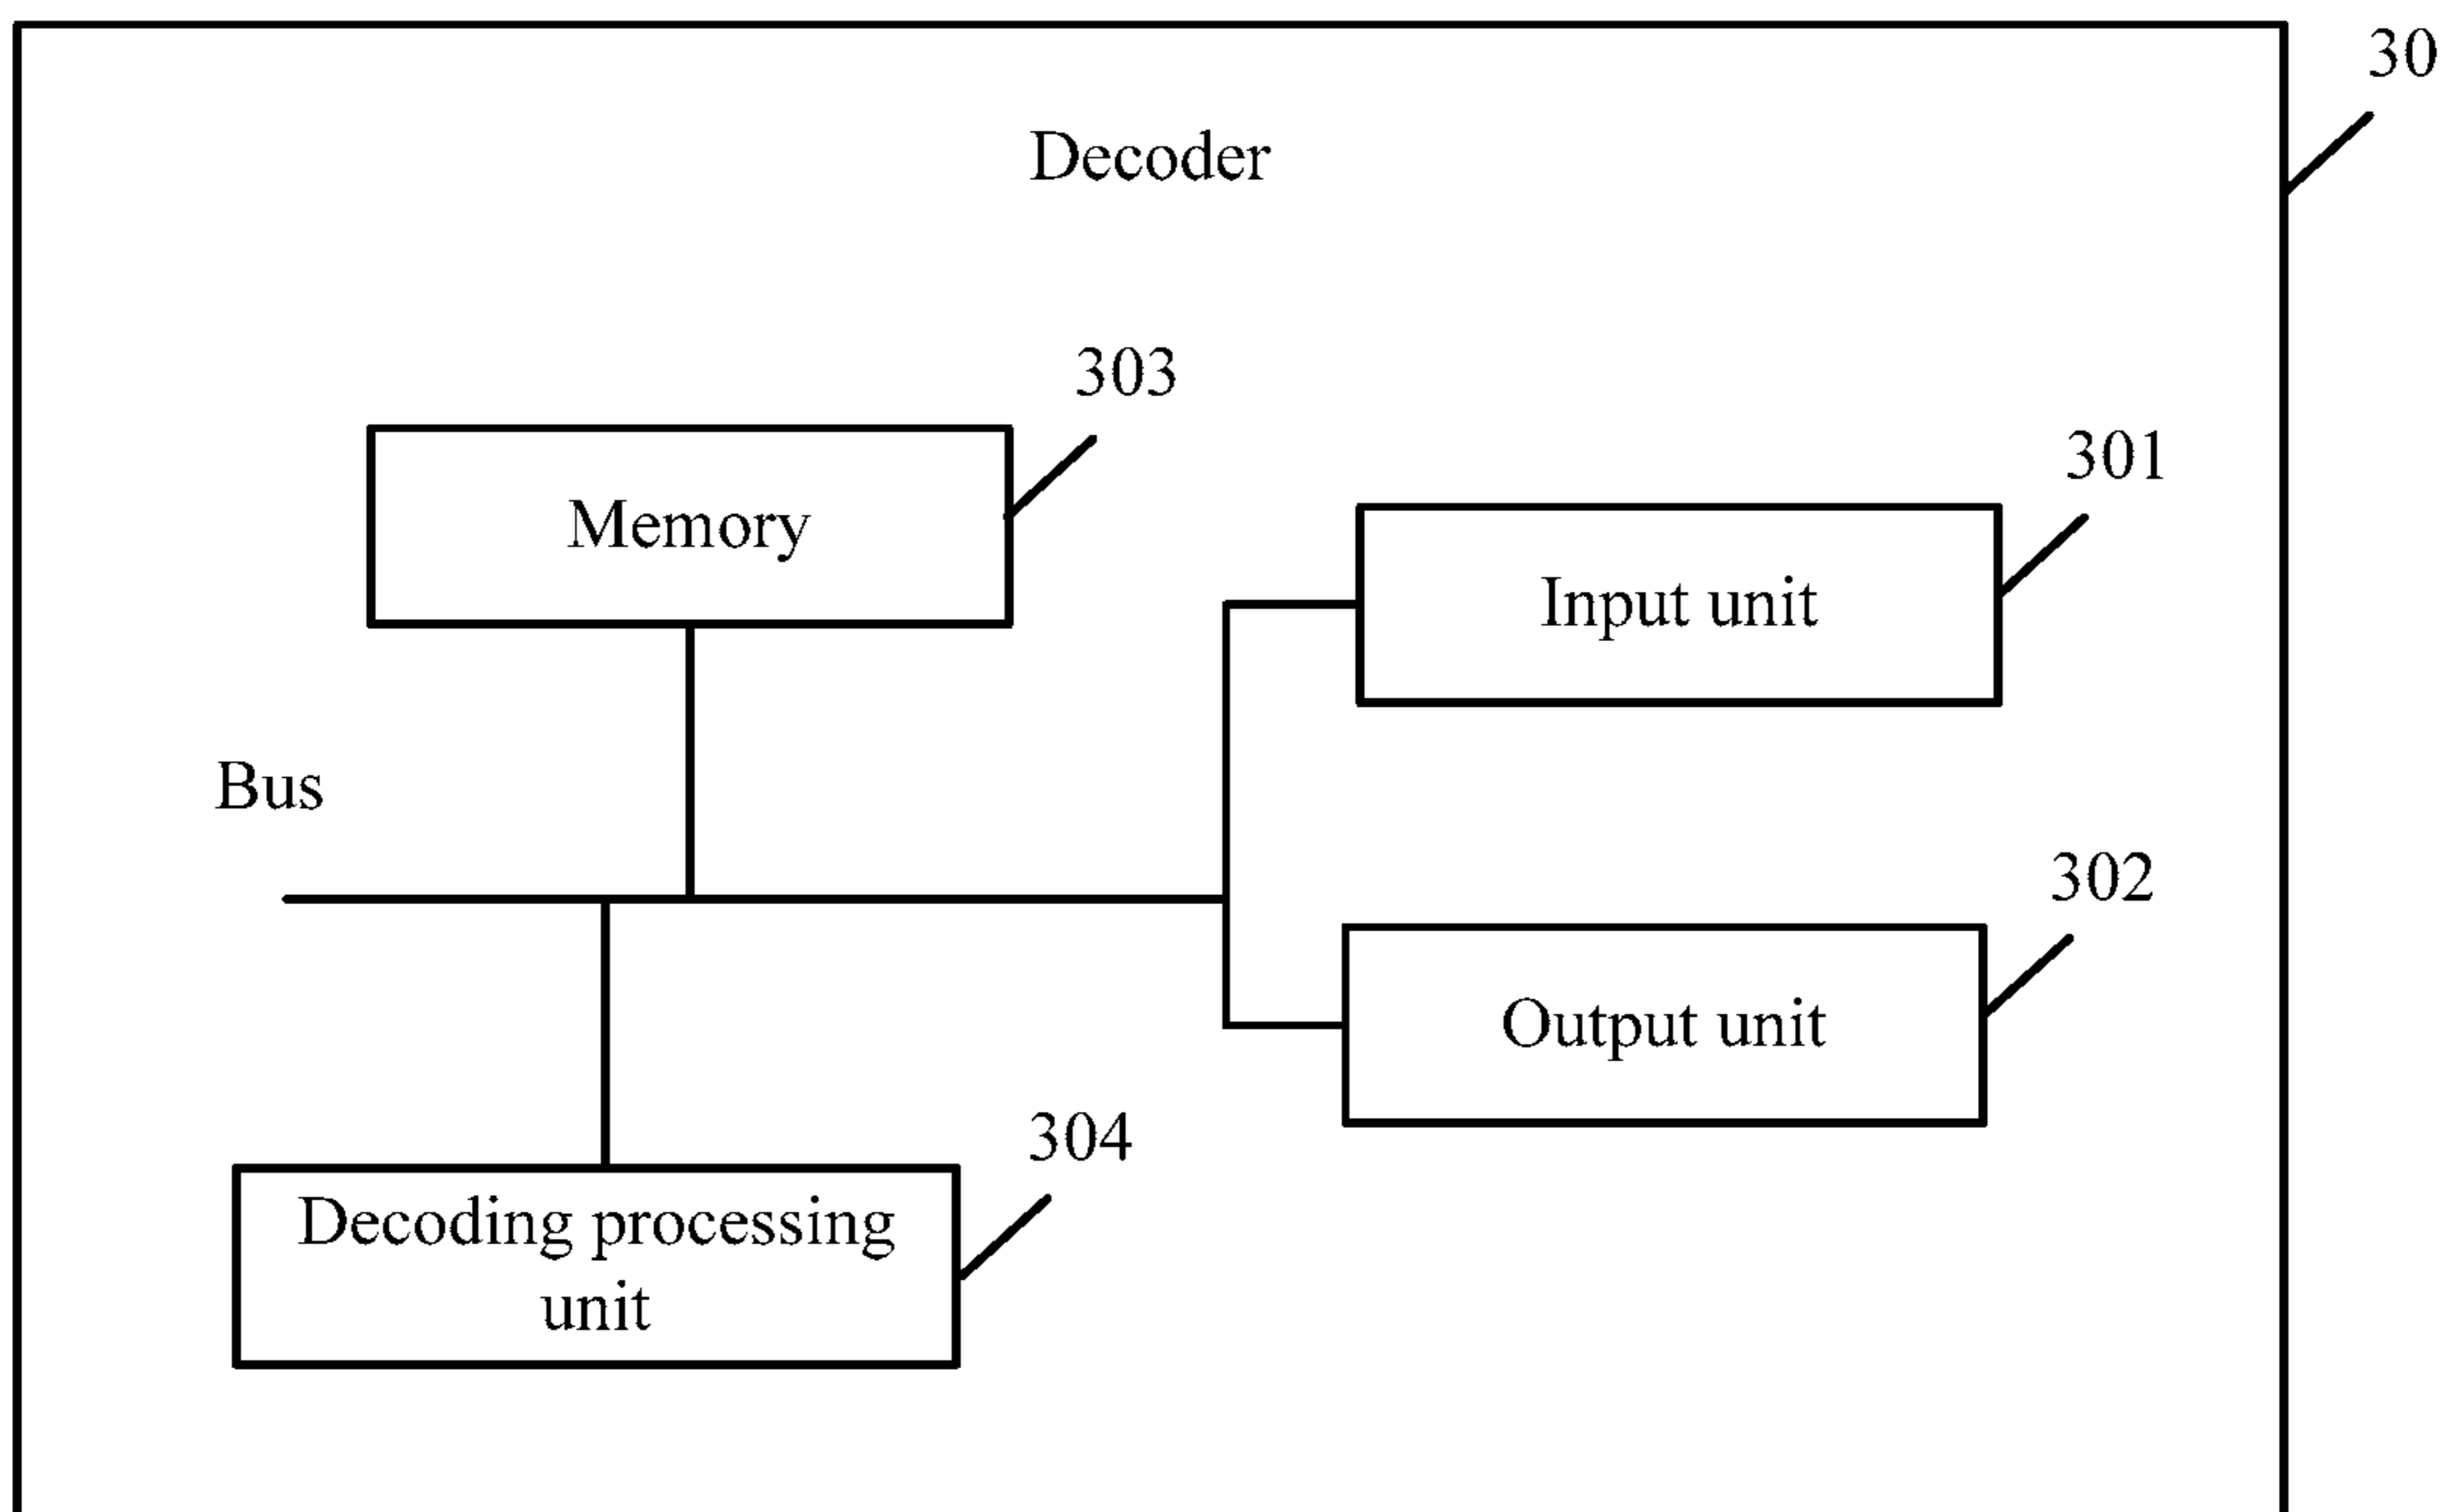 30
Decoder
303
Memory
301
Input unit
Bus
302
Output unit
304
Decoding processing
unit